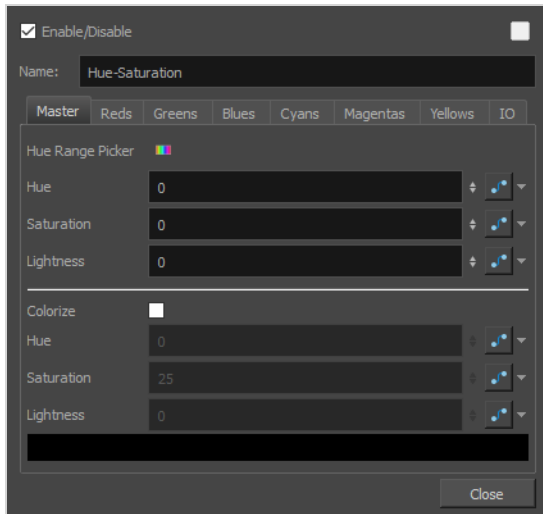 Enable/Disable
Name: Hue-Saturation
Master Reds Greens Blues Cyans Magentas Yellows IO
Hue Range Picker
Hue 0
Saturation 0
Lightness 0
Colorize
Hue 0
Saturation 25
Lightness 0
Close